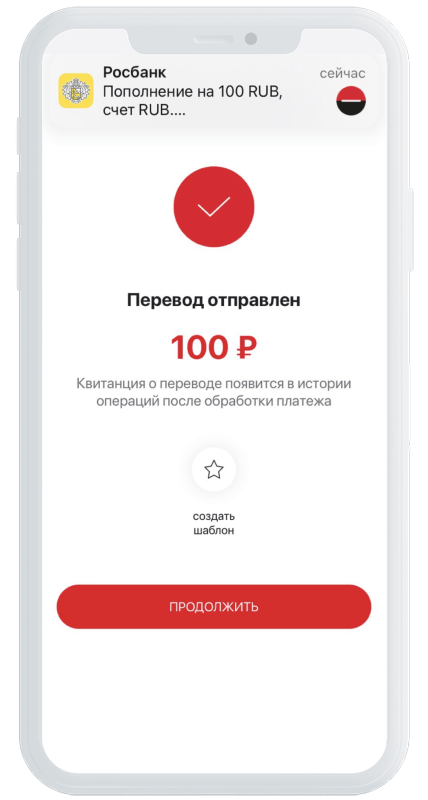 Росбанк
сейчас
Пополнение на 100 RUB,
счет RUB....
Перевод отправлен
100 ₽
Квитанция о переводе появится в истории
операций после обработки платежа
создать
шаблон
ПРОДОЛЖИТЬ